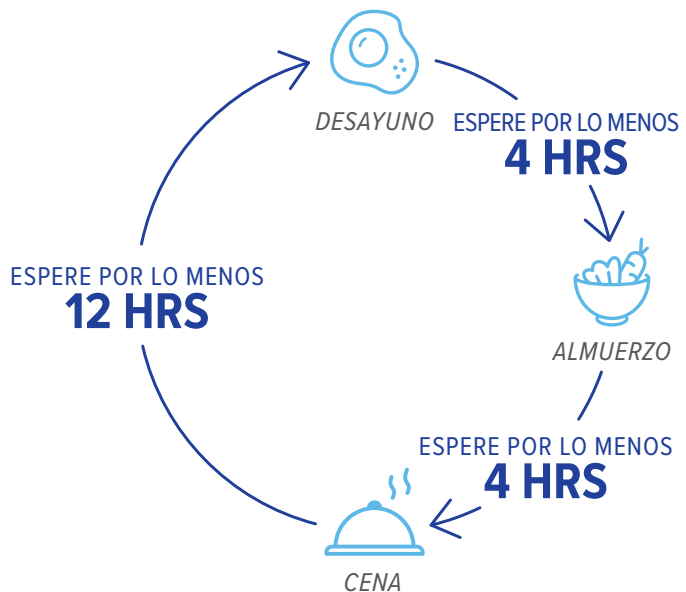 DESAYUNO
ESPERE POR LO MENOS
4 HRS
ALMUERZO
ESPERE POR LO MENOS
4 HRS
CENA
ESPERE POR LO MENOS
12 HRS